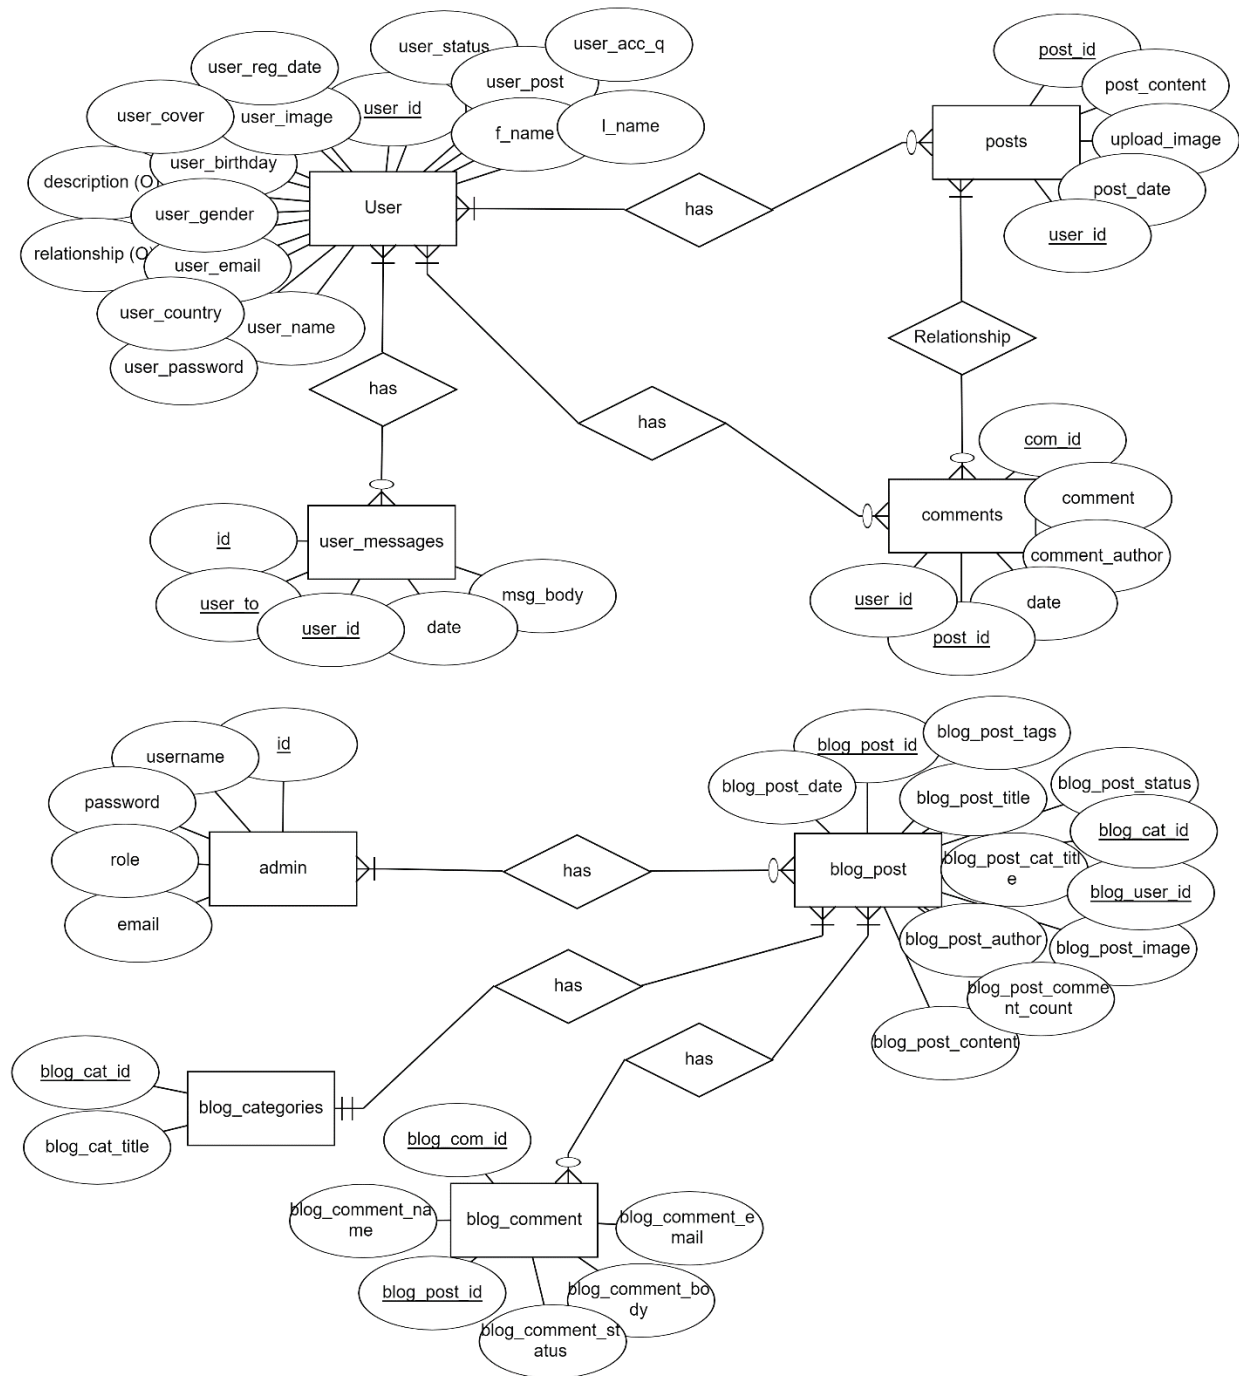 user_status
user_acc_q
user_reg_date
user_post
user_id
user_cover
user_image
f_name
l_name
user_birthday
description (O)
User
user_gender
relationship (O)
user_email
user_country
user_name
user_password
has
post_id
post_content
posts
upload_image
post_date
user_id
has
Relationship
has
com_id
comment
comments
comment_author
user_id
date
post_id
id
user_messages
user_to
user_id
date
msg_body
id
username
password
role
admin
email
has
blog_post_id
blog_post_tags
blog_post_date
blog_post_title
blog_post_status
blog_cat_id
blog_post
blog_post_cat_titl
e
blog_user_id
blog_post_author
blog_post_image
blog_post_comme
nt_count
blog_post_content
has
has
blog_cat_id
blog_categories
blog_cat_title
blog_com_id
blog_comment_na
me
blog_comment
blog_comment_e
mail
blog_post_id
blog_comment_bo
dy
blog_comment_st
atus